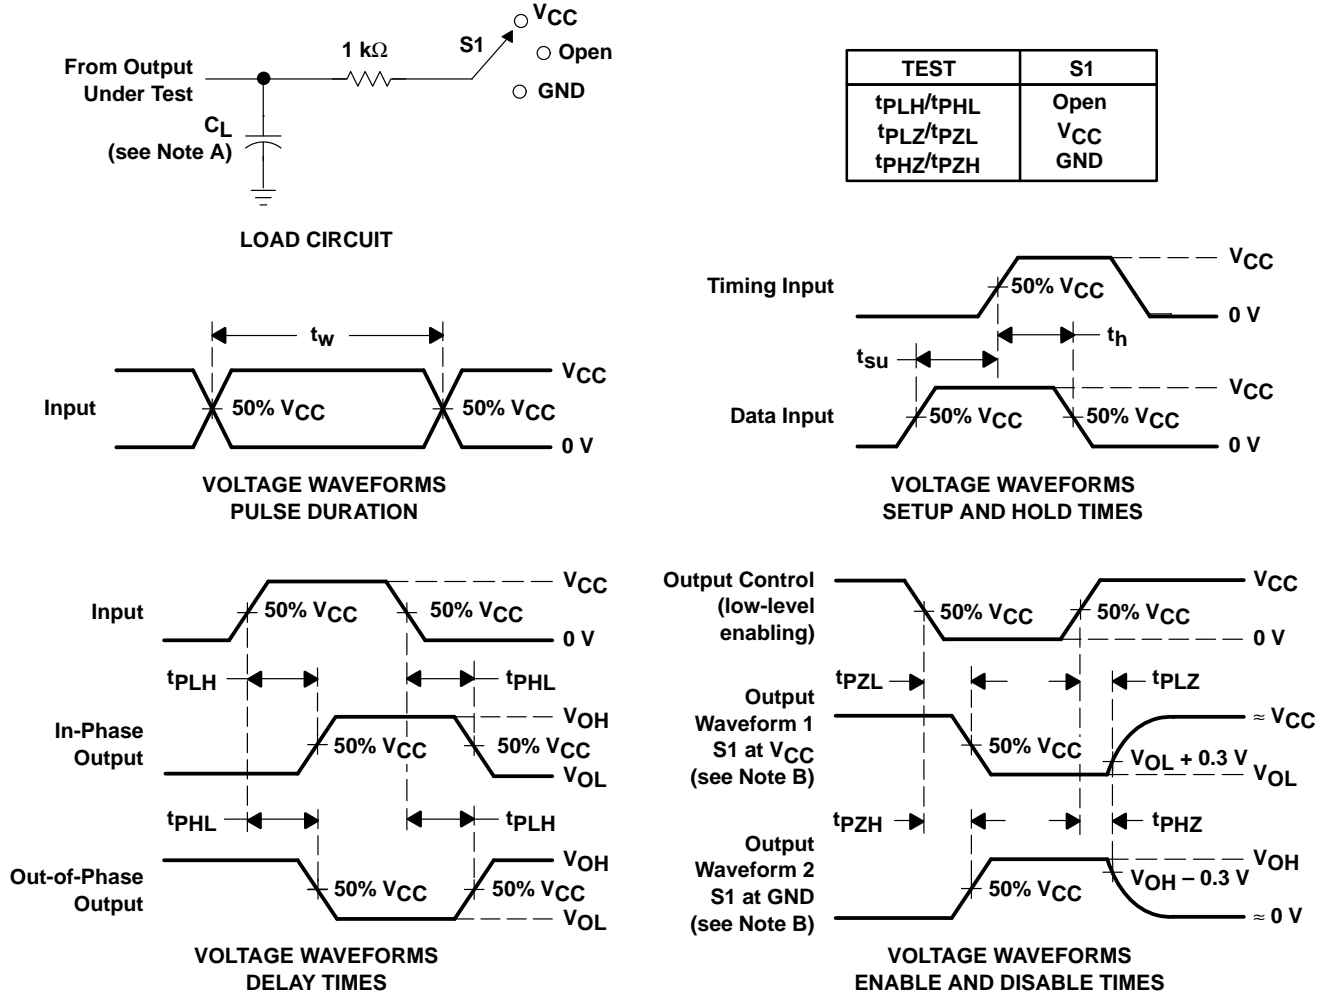 VCC
S1
Open
GND
1 kΩ
From Output
Under Test
CL
(see Note A)
LOAD CIRCUIT
TEST S1
tPLH/tPHL Open
tPLZ/tPZL VCC
tPHZ/tPZH GND
tw
VCC
Input 50% VCC 50% VCC
0 V
VOLTAGE WAVEFORMS
PULSE DURATION
VCC
Timing Input 50% VCC
0 V
th
tsu
VCC
Data Input 50% VCC 50% VCC
0 V
VOLTAGE WAVEFORMS
SETUP AND HOLD TIMES
VCC
Input 50% VCC 50% VCC
0 V
tPLH tPHL
VOH
In-Phase
Output
50% VCC 50% VCC
VOL
tPHL tPLH
VOH
Out-of-Phase
Output
50% VCC 50% VCC
VOL
VOLTAGE WAVEFORMS
DELAY TIMES
Output Control
(low-level
enabling)
VCC
50% VCC 50% VCC
0 V
tPZL tPLZ
Output
Waveform 1
S1 at VCC
(see Note B)
≈ VCC
50% VCC
VOL + 0.3 V
VOL
tPZH tPHZ
Output
Waveform 2
S1 at GND
(see Note B)
VOH
VOH − 0.3 V
50% VCC
≈ 0 V
VOLTAGE WAVEFORMS
ENABLE AND DISABLE TIMES